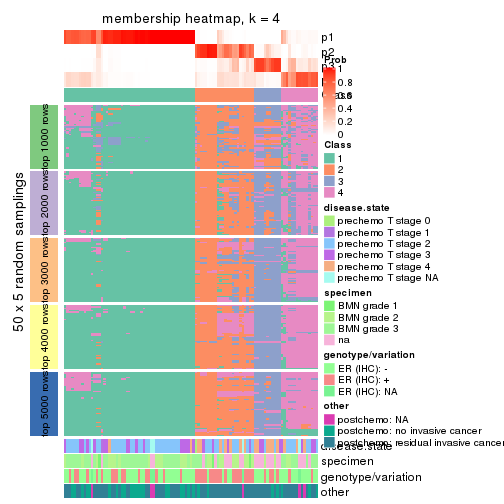 membership heatmap, k = 4
p1
p2
p3
Prob
1
0.8
0.6
0.4
0.2
0
Class
1
2
3
4
disease.state
prechemo T stage 0
prechemo T stage 1
prechemo T stage 2
prechemo T stage 3
prechemo T stage 4
prechemo T stage NA
specimen
BMN grade 1
BMN grade 2
BMN grade 3
na
genotype/variation
ER (IHC): -
ER (IHC): +
ER (IHC): NA
other
postchemo: NA
postchemo: no invasive cancer
postchemo: residual invasive cancer
disease.state
specimen
genotype/variation
other
50 x 5 random samplings
top 1000 rows
top 2000 rows
top 3000 rows
top 4000 rows
top 5000 rows